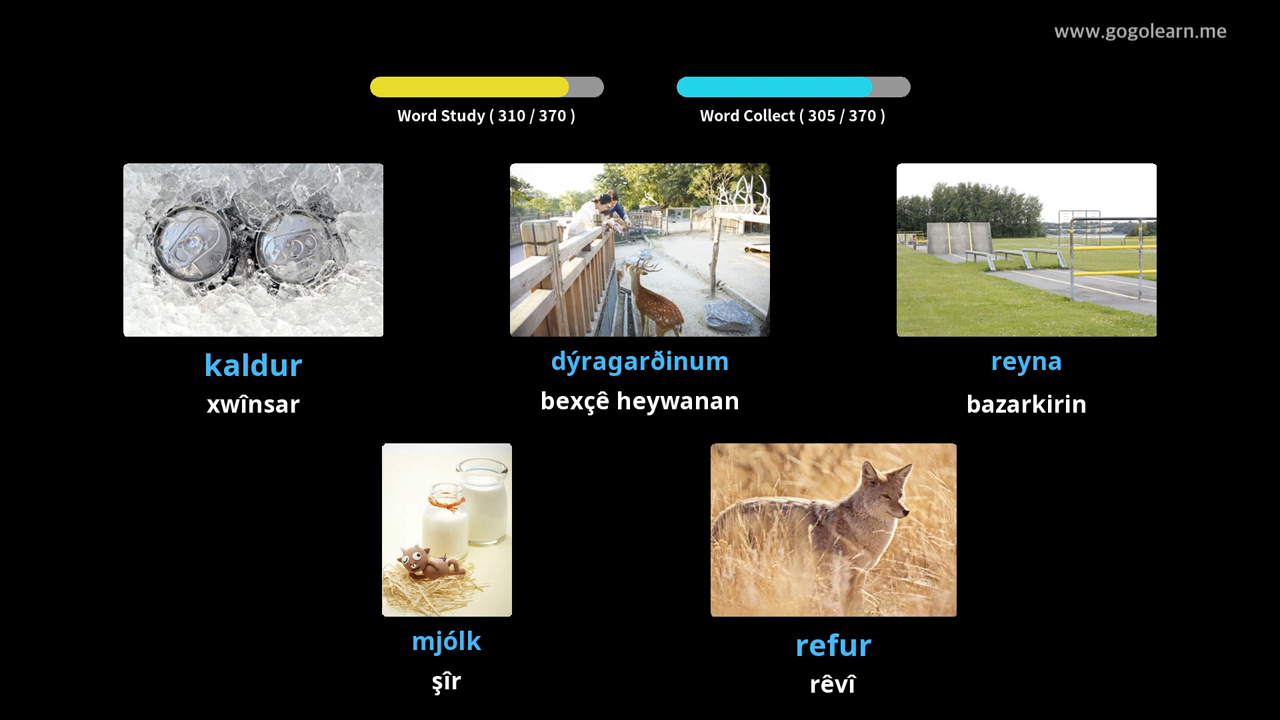 www.gogolearn.me
Word Study ( 310 / 370 )
Word Collect ( 305 / 370 )
kaldur
xwînsar
dýragarðinum
bexçê heywanan
reyna
bazarkirin
mjólk
şîr
refur
rêvî